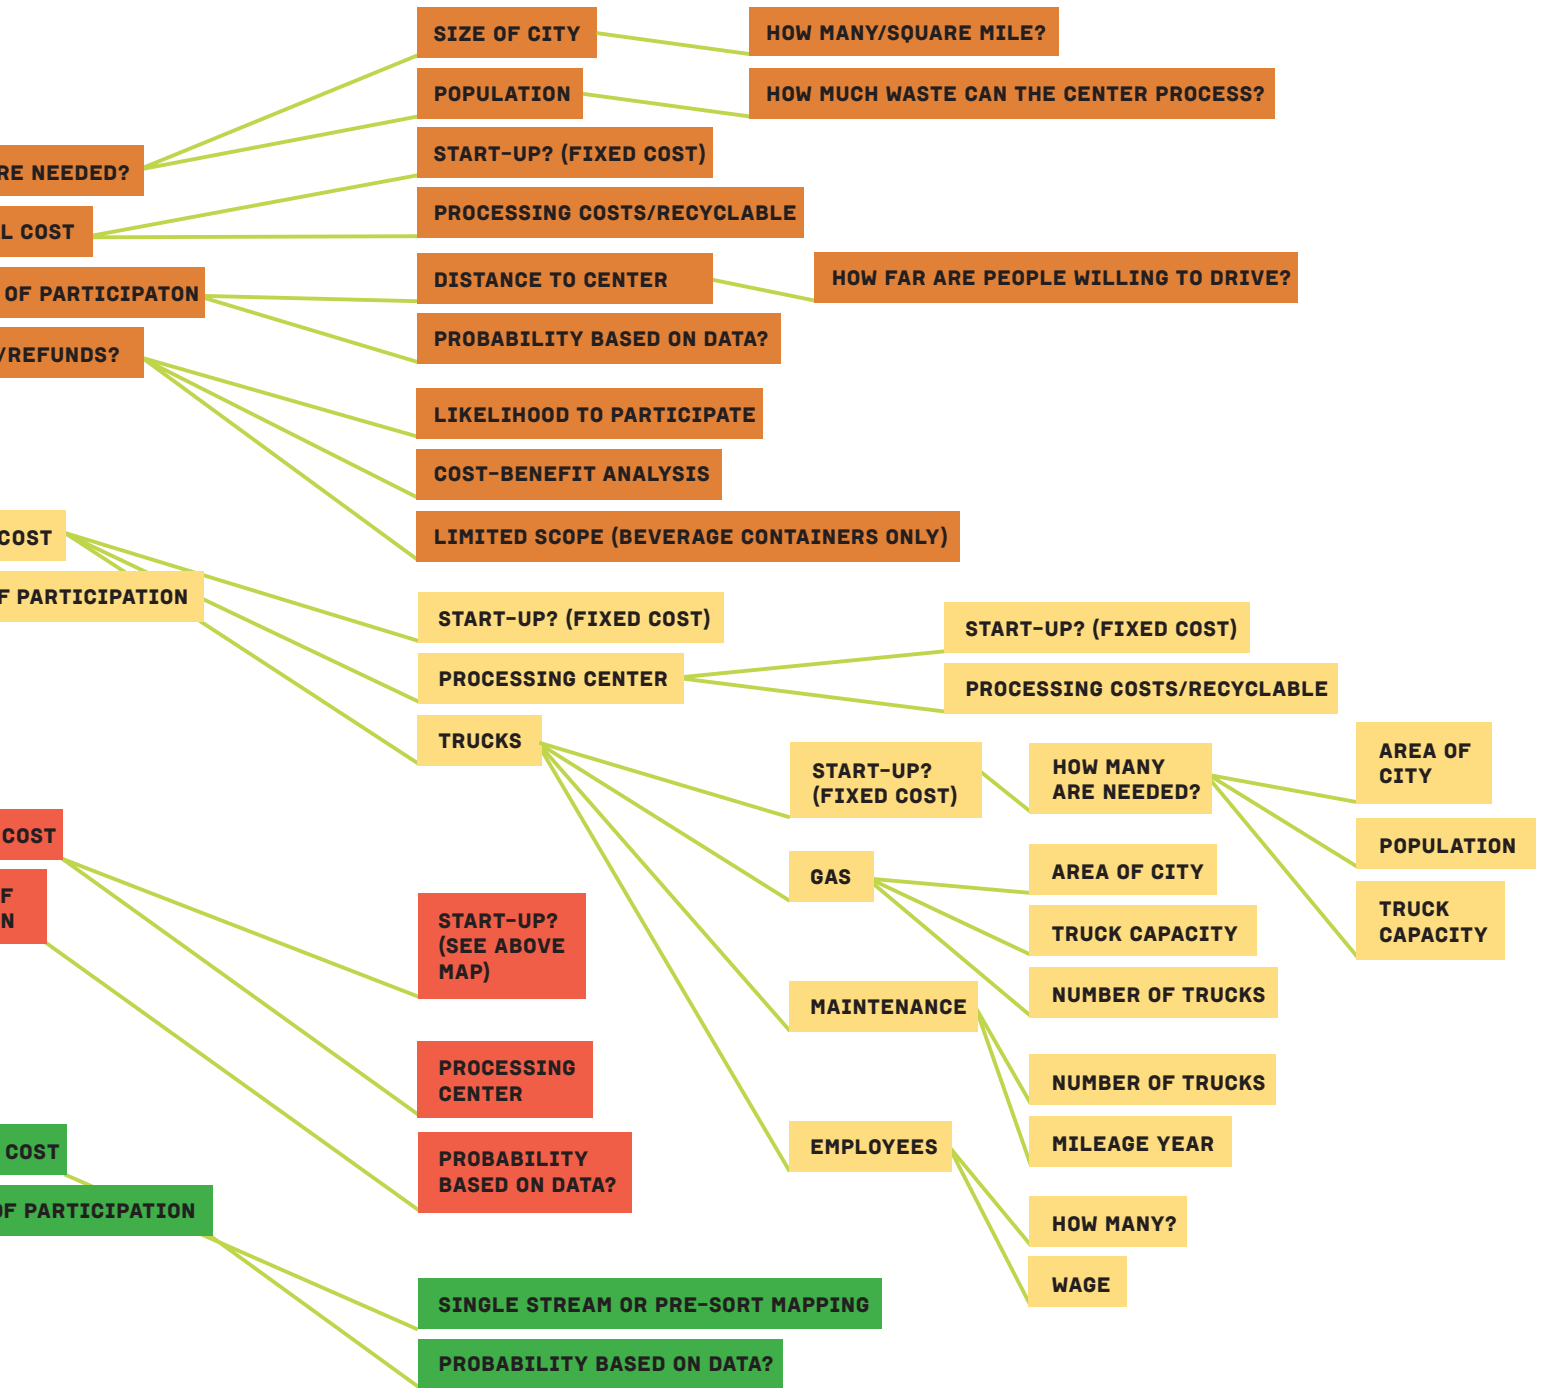 SIZE OF CITY
HOW MANY/SQUARE MILE?
POPULATION
HOW MUCH WASTE CAN THE CENTER PROCESS?
RE NEEDED?
START-UP? (FIXED COST)
L COST
PROCESSING COSTS/RECYCLABLE
OF PARTICIPATON
DISTANCE TO CENTER
HOW FAR ARE PEOPLE WILLING TO DRIVE?
/REFUNDS?
PROBABILITY BASED ON DATA?
LIKELIHOOD TO PARTICIPATE
COST-BENEFIT ANALYSIS
LIMITED SCOPE (BEVERAGE CONTAINERS ONLY)
COST
F PARTICIPATION
START-UP? (FIXED COST)
PROCESSING CENTER
START-UP? (FIXED COST)
PROCESSING COSTS/RECYCLABLE
TRUCKS
START-UP?
(FIXED COST)
HOW MANY
ARE NEEDED?
AREA OF
CITY
POPULATION
TRUCK
CAPACITY
GAS
AREA OF CITY
TRUCK CAPACITY
NUMBER OF TRUCKS
MAINTENANCE
NUMBER OF TRUCKS
MILEAGE YEAR
EMPLOYEES
HOW MANY?
WAGE
COST
F
N
START-UP?
(SEE ABOVE
MAP)
PROCESSING
CENTER
PROBABILITY
BASED ON DATA?
COST
OF PARTICIPATION
SINGLE STREAM OR PRE-SORT MAPPING
PROBABILITY BASED ON DATA?